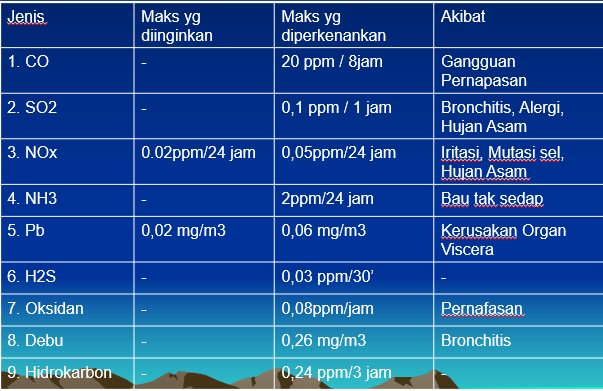 Jenis Maks yg diinginkan Maks yg diperkenankan Akibat
1. CO - 20 ppm / 8jam Gangguan Pernapasan
2. SO2 - 0,1 ppm / 1 jam Bronchitis, Alergi, Hujan Asam
3. NOx 0.02ppm/24 jam 0,05ppm/24 jam Iritasi, Mutasi sel, Hujan Asam
4. NH3 - 2ppm/24 jam Bau tak sedap
5. Pb 0,02 mg/m3 0,06 mg/m3 Kerusakan Organ Viscera
6. H2S - 0,03 ppm/30’ -
7. Oksidan - 0,08ppm/jam Pernafasan
8. Debu - 0,26 mg/m3 Bronchitis
9. Hidrokarbon - 0,24 ppm/3 jam -